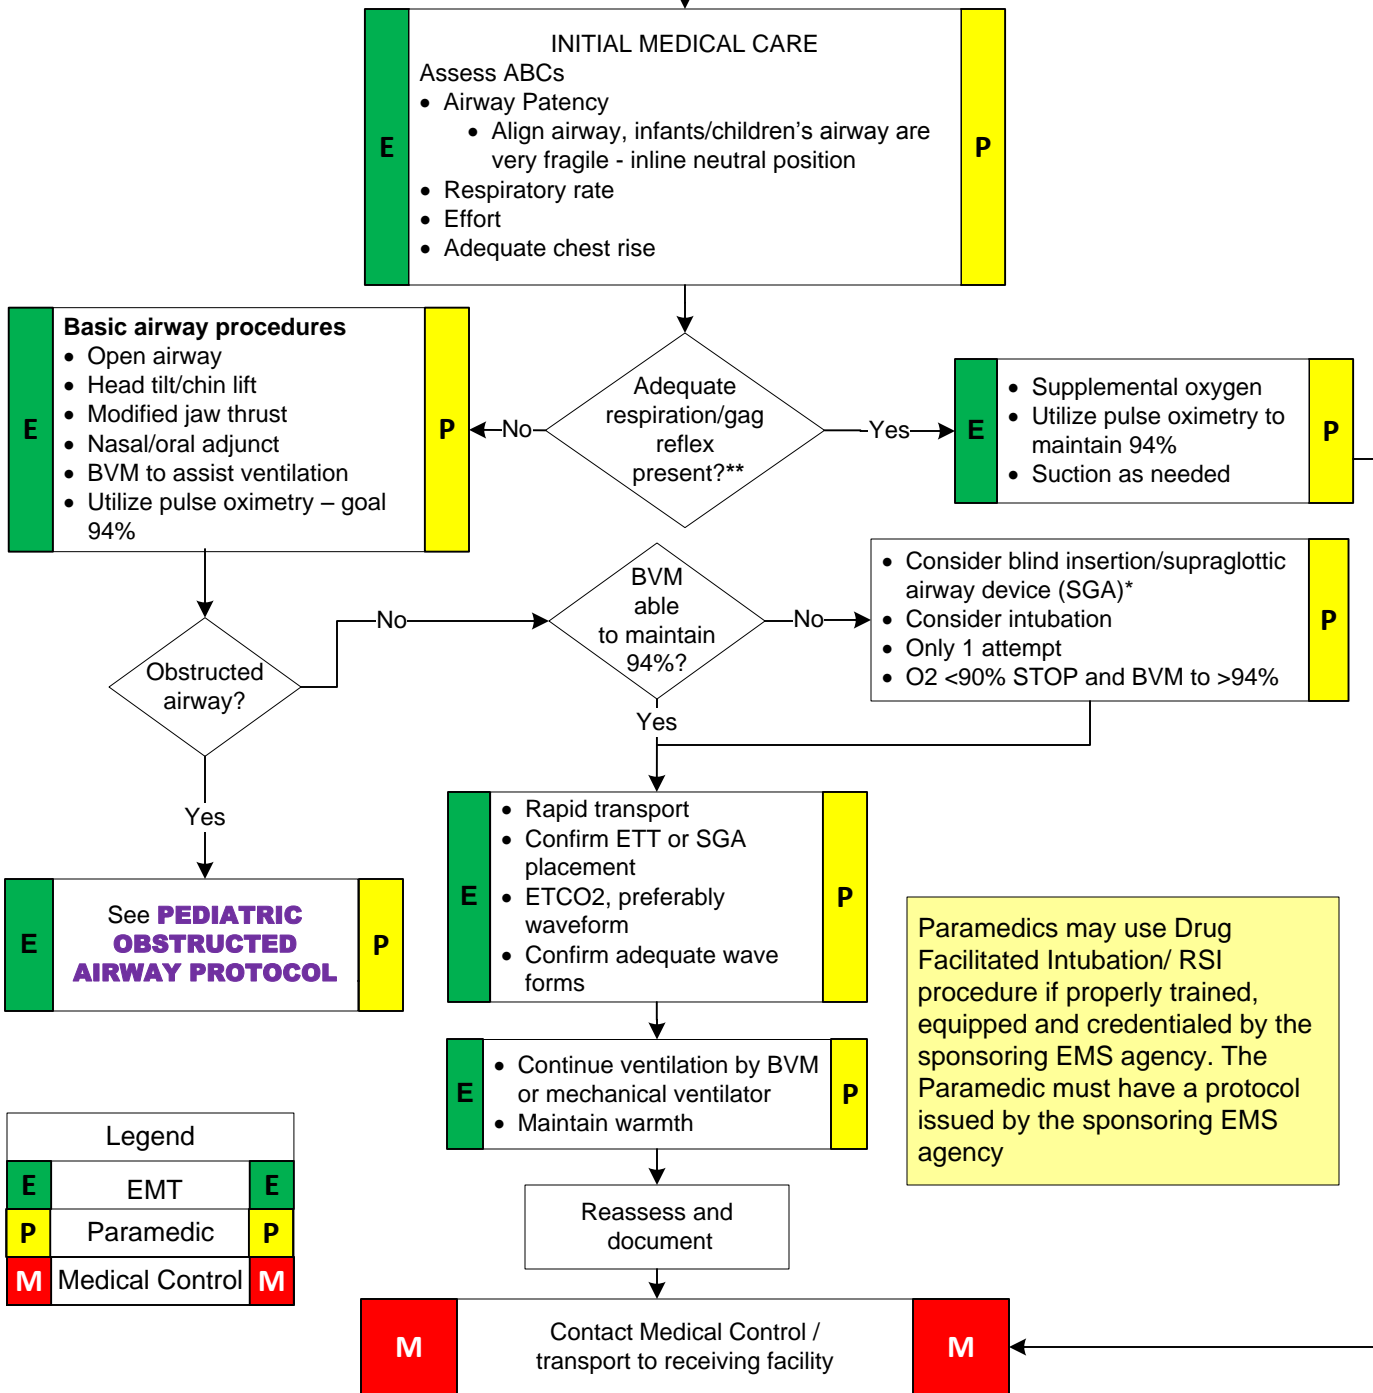 INITIAL MEDICAL CARE
Assess ABCs
• Airway Patency
• Align airway, infants/children's airway are
very fragile - inline neutral position
• Respiratory rate
• Effort
• Adequate chest rise
E
P
E
Basic airway procedures
• Open airway
• Head tilt/chin lift
• Modified jaw thrust
• Nasal/oral adjunct
• BVM to assist ventilation
• Utilize pulse oximetry – goal
94%
P
No
Adequate
respiration/gag
reflex
present?**
Yes
E
• Supplemental oxygen
• Utilize pulse oximetry to
maintain 94%
• Suction as needed
P
Obstructed
airway?
No
BVM
able
to maintain
94%?
No
• Consider blind insertion/supraglottic
airway device (SGA)*
• Consider intubation
• Only 1 attempt
• O2 <90% STOP and BVM to >94%
P
Yes
Yes
E
See PEDIATRIC
OBSTRUCTED
AIRWAY PROTOCOL
P
E
• Rapid transport
• Confirm ETT or SGA
placement
• ETCO2, preferably
waveform
• Confirm adequate wave
forms
P
Paramedics may use Drug
Facilitated Intubation/ RSI
procedure if properly trained,
equipped and credentialed by the
sponsoring EMS agency. The
Paramedic must have a protocol
issued by the sponsoring EMS
agency
E
• Continue ventilation by BVM
or mechanical ventilator
• Maintain warmth
P
Legend
E EMT E
P Paramedic P
M Medical Control M
Reassess and
document
M
Contact Medical Control /
transport to receiving facility
M